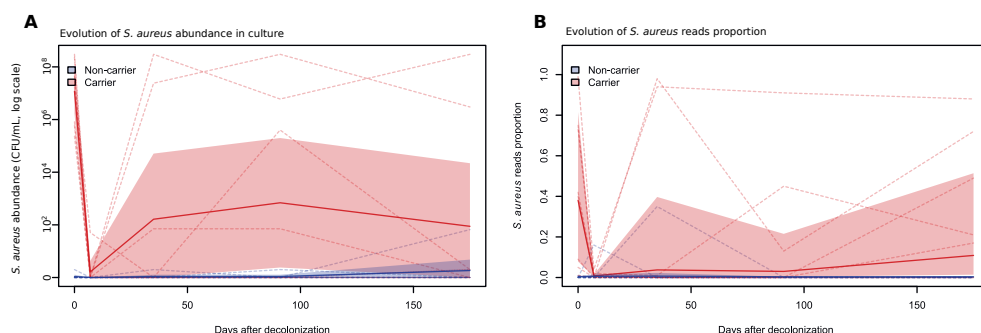 A
Evolution of S. aureus abundance in culture
S. aureus abundance (CFU/mL, log scale)
10⁸
10⁶
10⁴
10²
0
Non-carrier
Carrier
0
50
100
150
Days after decolonization
B
Evolution of S. aureus reads proportion
S. aureus reads proportion
1.0
0.8
0.6
0.4
0.2
0.0
Non-carrier
Carrier
0
50
100
150
Days after decolonization